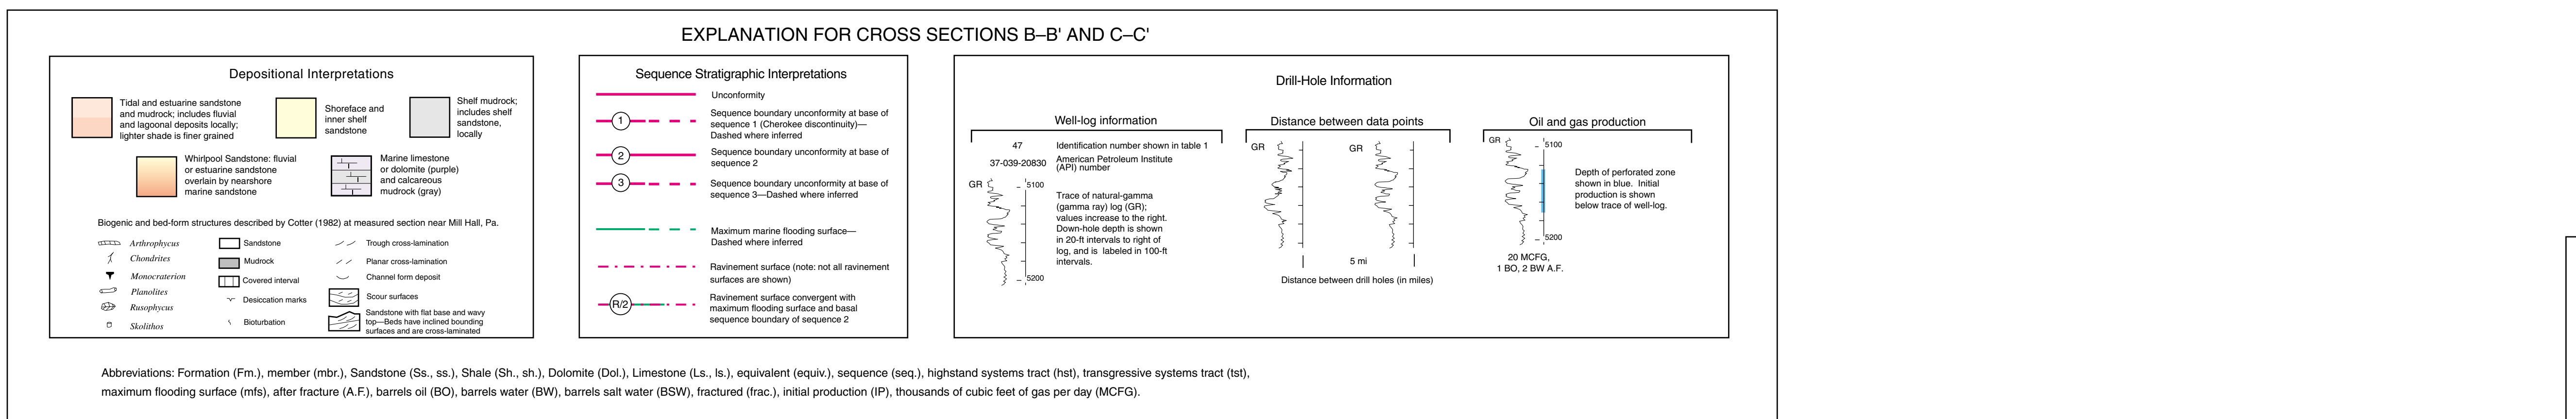 EXPLANATION FOR CROSS SECTIONS B–B' AND C–C'
Depositional Interpretations
Tidal and estuarine sandstone
and mudrock; includes fluvial
and lagoonal deposits locally;
lighter shade is finer grained
Shoreface and
inner shelf
sandstone
Shelf mudrock;
includes shelf
sandstone,
locally
Whirlpool Sandstone: fluvial
or estuarine sandstone
overlain by nearshore
marine sandstone
Marine limestone
or dolomite (purple)
and calcareous
mudrock (gray)
Biogenic and bed-form structures described by Cotter (1982) at measured section near Mill Hall, Pa.
Arthrophycus
Chondrites
Monocraterion
Planolites
Rusophycus
Skolithos
Sandstone
Mudrock
Covered interval
Desiccation marks
Bioturbation
Trough cross-lamination
Planar cross-lamination
Channel form deposit
Scour surfaces
Sandstone with flat base and wavy
top—Beds have inclined bounding
surfaces and are cross-laminated
Sequence Stratigraphic Interpretations
Unconformity
1
Sequence boundary unconformity at base of
sequence 1 (Cherokee discontinuity)—
Dashed where inferred
2
Sequence boundary unconformity at base of
sequence 2
3
Sequence boundary unconformity at base of
sequence 3—Dashed where inferred
Maximum marine flooding surface—
Dashed where inferred
Ravinement surface (note: not all ravinement
surfaces are shown)
R/2
Ravinement surface convergent with
maximum flooding surface and basal
sequence boundary of sequence 2
Drill-Hole Information
Well-log information
47
Identification number shown in table 1
37-039-20830
American Petroleum Institute
(API) number
GR
5100
5200
Trace of natural-gamma
(gamma ray) log (GR);
values increase to the right.
Down-hole depth is shown
in 20-ft intervals to right of
log, and is labeled in 100-ft
intervals.
Distance between data points
GR
GR
5 mi
Distance between drill holes (in miles)
Oil and gas production
GR
5100
5200
20 MCFG,
1 BO, 2 BW A.F.
Depth of perforated zone
shown in blue. Initial
production is shown
below trace of well-log.
Abbreviations: Formation (Fm.), member (mbr.), Sandstone (Ss., ss.), Shale (Sh., sh.), Dolomite (Dol.), Limestone (Ls., ls.), equivalent (equiv.), sequence (seq.), highstand systems tract (hst), transgressive systems tract (tst),
maximum flooding surface (mfs), after fracture (A.F.), barrels oil (BO), barrels water (BW), barrels salt water (BSW), fractured (frac.), initial production (IP), thousands of cubic feet of gas per day (MCFG).